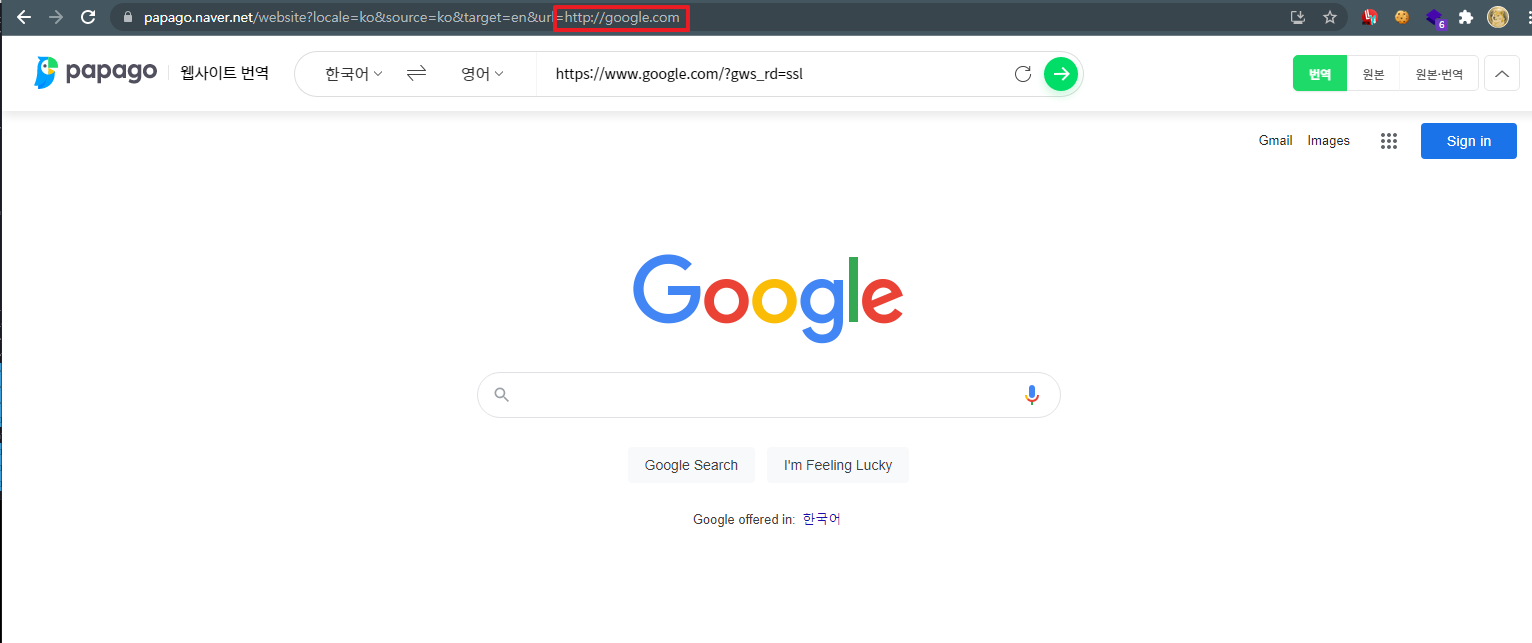 papago.naver.net/website?locale=ko&source=ko&target=en&url=http://google.com
6
papago 웹사이트 번역 한국어 영어 https://www.google.com/?gws_rd=ssl 번역 원본 원본·번역
Gmail Images Sign in
Google
Google Search I'm Feeling Lucky
Google offered in: 한국어